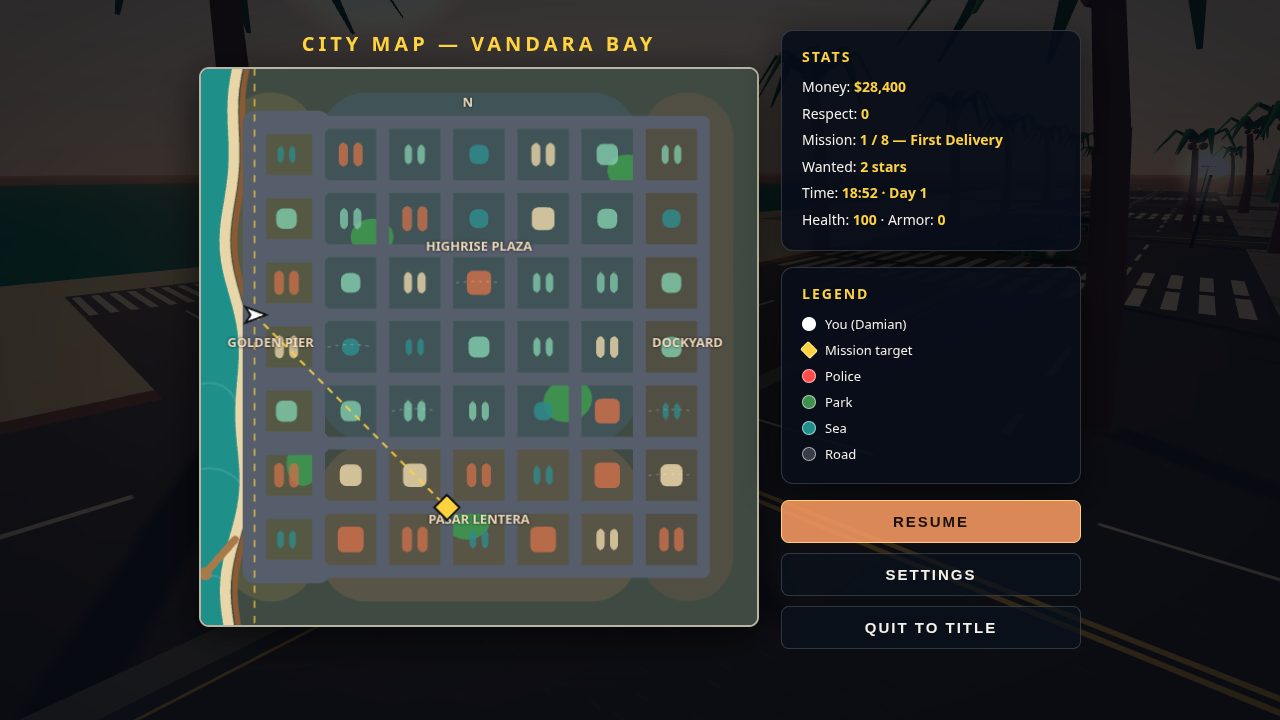 CITY MAP — VANDARA BAY
N
HIGHRISE PLAZA
GOLDEN PIER
DOCKYARD
PASAR LENTERA
STATS
Money: $28,400
Respect: 0
Mission: 1 / 8 — First Delivery
Wanted: 2 stars
Time: 18:52 · Day 1
Health: 100 · Armor: 0
LEGEND
You (Damian)
Mission target
Police
Park
Sea
Road
RESUME
SETTINGS
QUIT TO TITLE